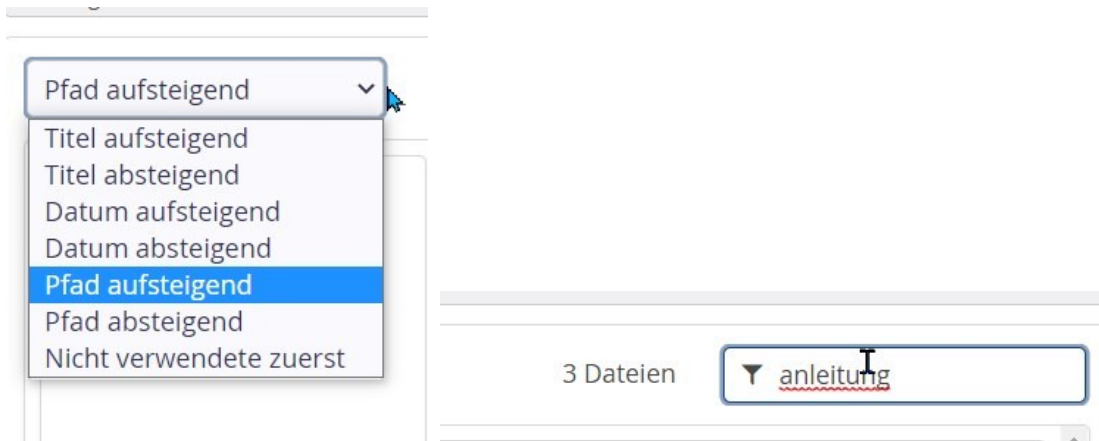 Pfad aufsteigend
Titel aufsteigend
Titel absteigend
Datum aufsteigend
Datum absteigend
Pfad aufsteigend
Pfad absteigend
Nicht verwendete zuerst
3 Dateien
anleitung